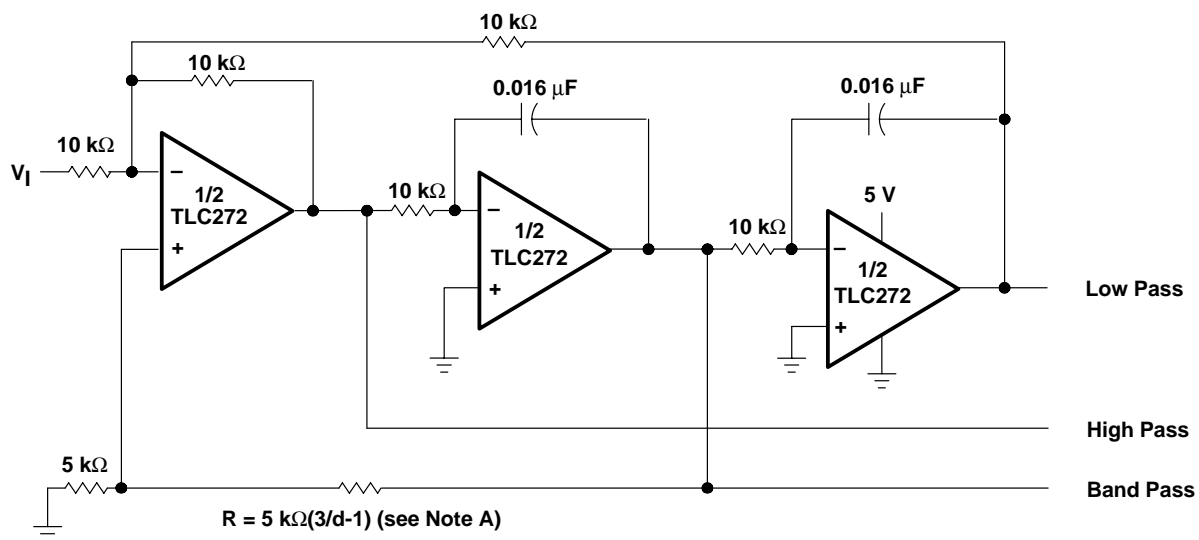 10 kΩ
10 kΩ
0.016 μF
0.016 μF
10 kΩ
VI
−
1/2
TLC272
+
10 kΩ
−
1/2
TLC272
+
5 V
10 kΩ
−
1/2
TLC272
+
Low Pass
High Pass
5 kΩ
Band Pass
R = 5 kΩ(3/d-1) (see Note A)